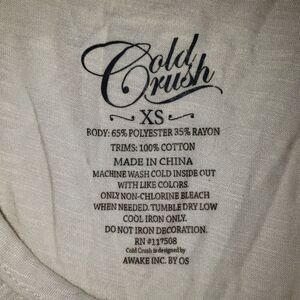 Cold
Crush
XS
BODY: 65% POLYESTER 35% RAYON
TRIMS: 100% COTTON
MADE IN CHINA
MACHINE WASH COLD INSIDE OUT
WITH LIKE COLORS.
ONLY NON-CHLORINE BLEACH
WHEN NEEDED. TUMBLE DRY LOW
COOL IRON ONLY.
DO NOT IRON DECORATION.
RN #117508
Cold Crush is designed by
AWAKE INC. BY OS